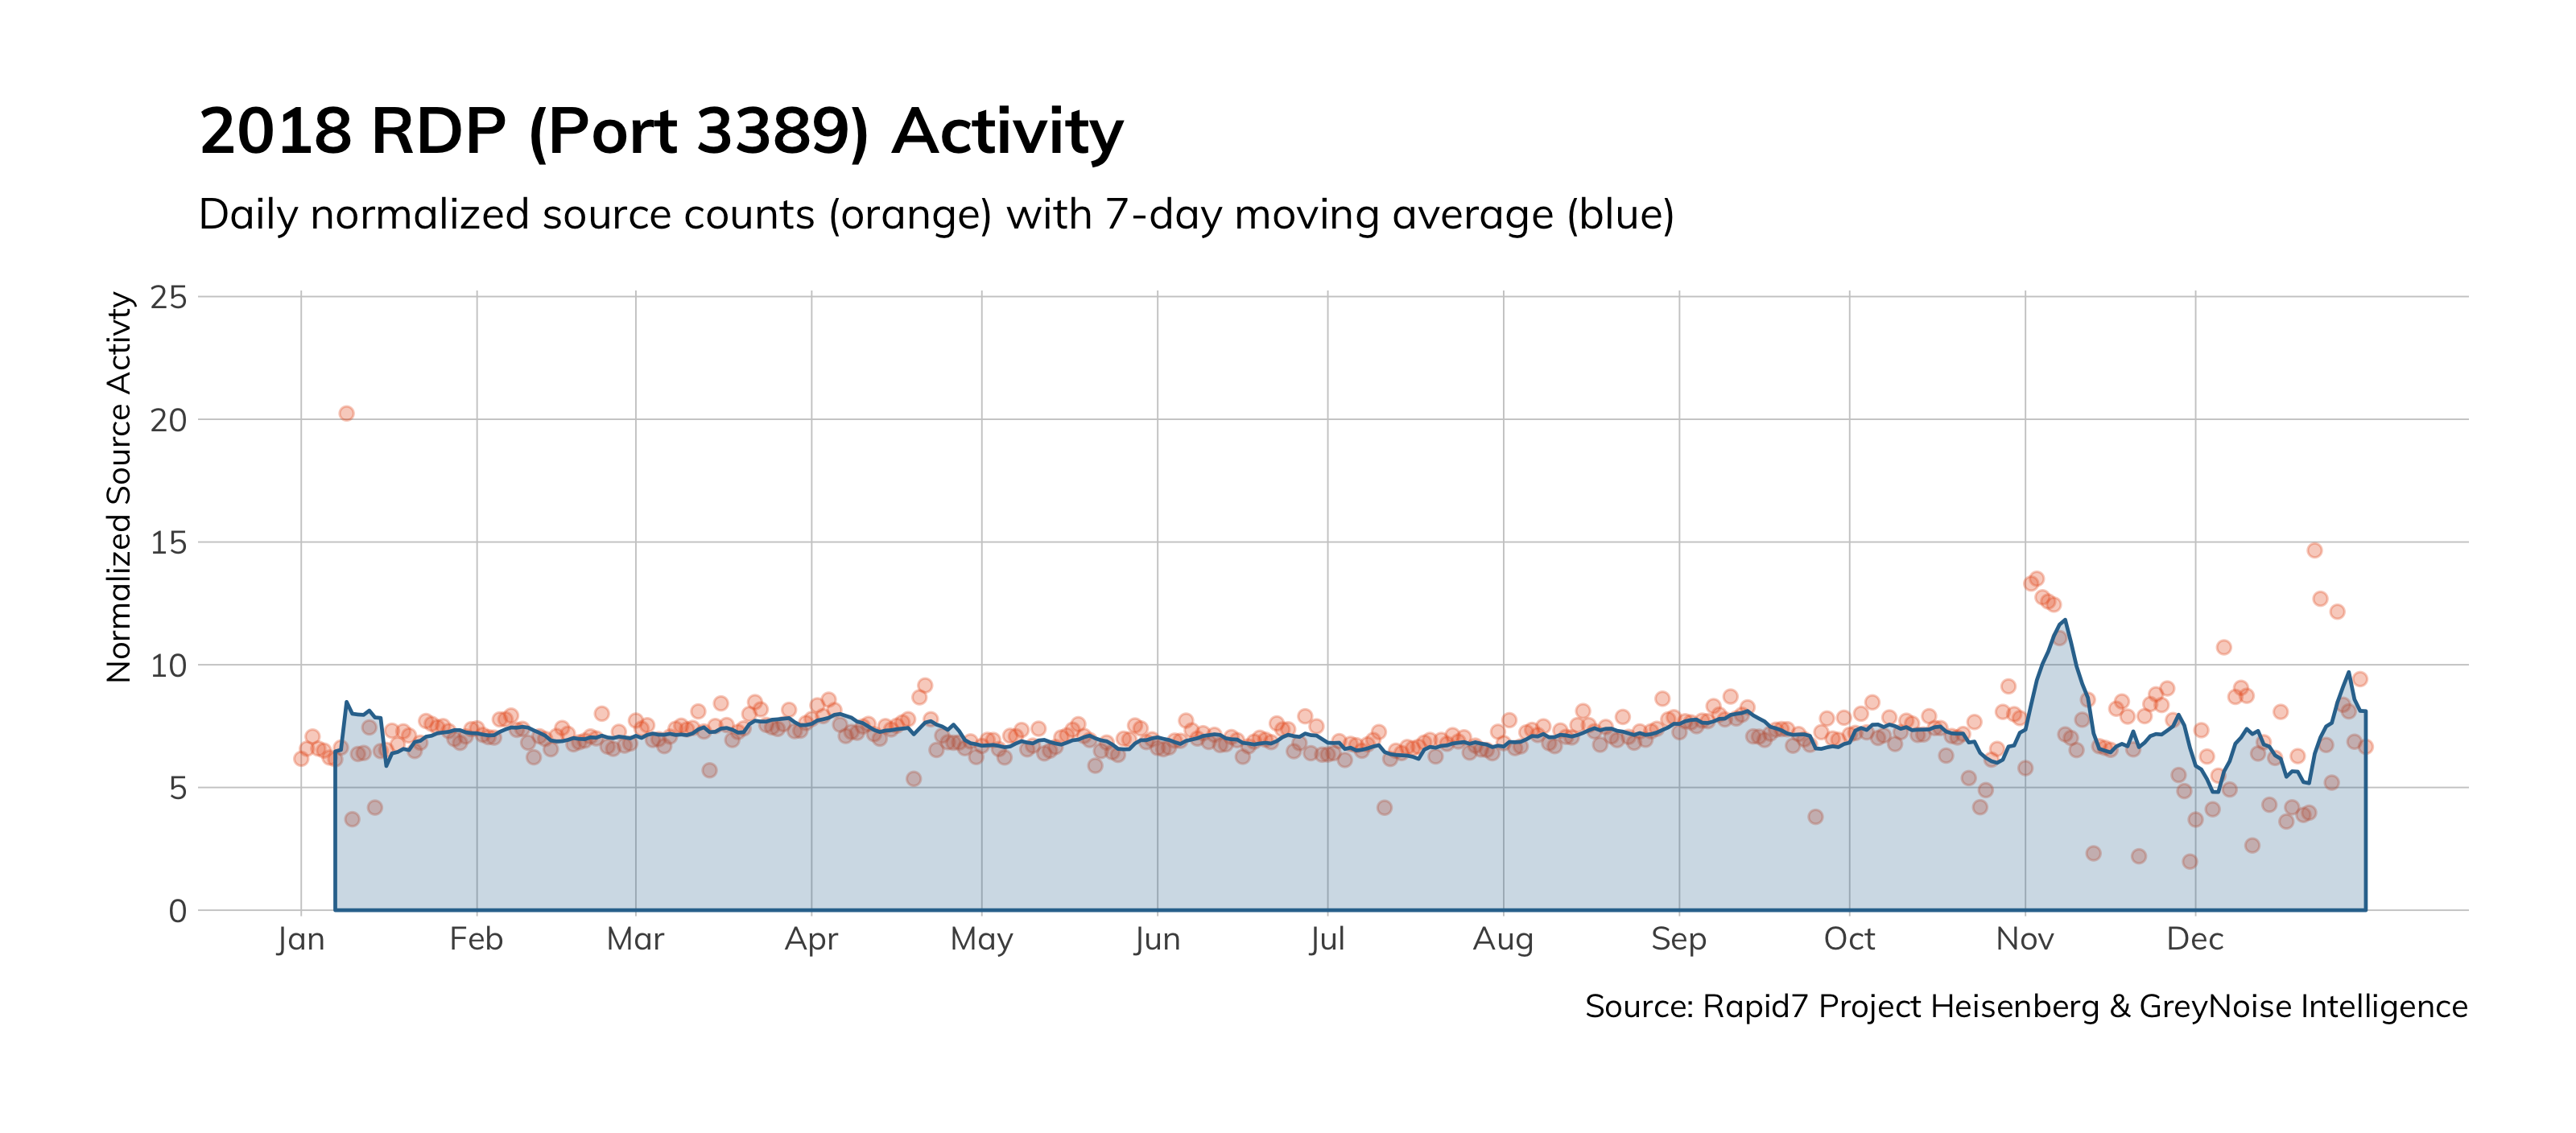 2018 RDP (Port 3389) Activity
Daily normalized source counts (orange) with 7-day moving average (blue)
Normalized Source Activty
25
20
15
10
5
0
Jan Feb Mar Apr May Jun Jul Aug Sep Oct Nov Dec
Source: Rapid7 Project Heisenberg & GreyNoise Intelligence